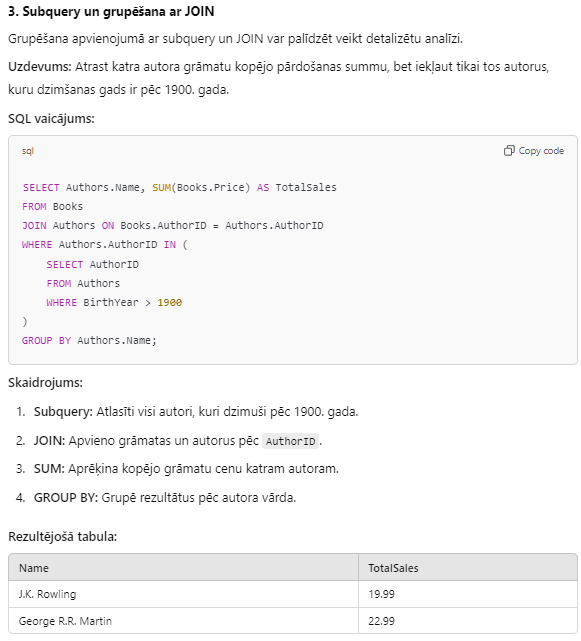 3. Subquery un grupēšana ar JOIN
Grupēšana apvienojumā ar subquery un JOIN var palīdzēt veikt detalizētu analīzi.
Uzdevums: Atrast katra autora grāmatu kopējo pārdošanas summu, bet iekļaut tikai tos autorus,
kuru dzimšanas gads ir pēc 1900. gada.
SQL vaicājums:
sql
Copy code
SELECT Authors.Name, SUM(Books.Price) AS TotalSales
FROM Books
JOIN Authors ON Books.AuthorID = Authors.AuthorID
WHERE Authors.AuthorID IN (
    SELECT AuthorID
    FROM Authors
    WHERE BirthYear > 1900
)
GROUP BY Authors.Name;
Skaidrojums:
1. Subquery: Atlasīti visi autori, kuri dzimuši pēc 1900. gada.
2. JOIN: Apvieno grāmatas un autorus pēc AuthorID.
3. SUM: Aprēķina kopējo grāmatu cenu katram autoram.
4. GROUP BY: Grupē rezultātus pēc autora vārda.
Rezultējošā tabula:
Name TotalSales
J.K. Rowling 19.99
George R.R. Martin 22.99